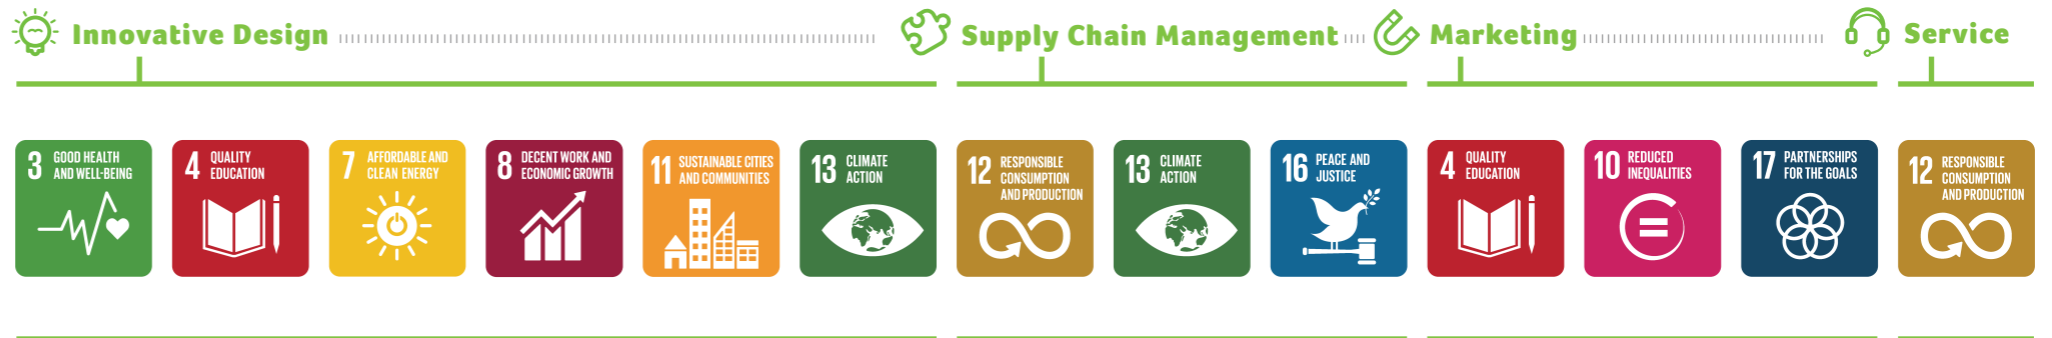 Innovative Design
Supply Chain Management
Marketing
Service
3 GOOD HEALTH
AND WELL-BEING
4 QUALITY
EDUCATION
7 AFFORDABLE AND
CLEAN ENERGY
8 DECENT WORK AND
ECONOMIC GROWTH
11 SUSTAINABLE CITIES
AND COMMUNITIES
13 CLIMATE
ACTION
12 RESPONSIBLE
CONSUMPTION
AND PRODUCTION
13 CLIMATE
ACTION
16 PEACE AND
JUSTICE
4 QUALITY
EDUCATION
10 REDUCED
INEQUALITIES
17 PARTNERSHIPS
FOR THE GOALS
12 RESPONSIBLE
CONSUMPTION
AND PRODUCTION